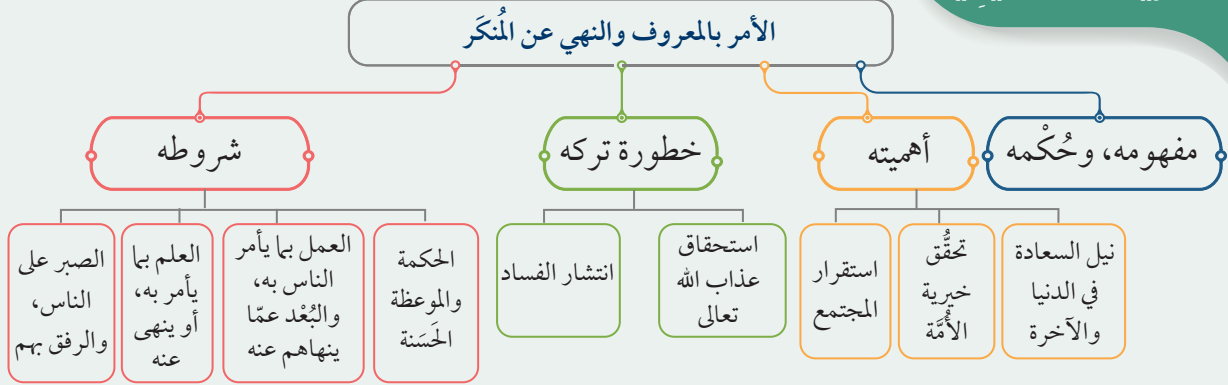 الأمر بالمعروف والنهي عن المُنكَر
مفهومه، وحُكْمه
أهميته
خطورة تركه
شروطه
نيل السعادة
في الدنيا
والآخرة
تحقُّق
خيرية
الأُمَّة
استقرار
المجتمع
استحقاق
عذاب الله
تعالى
انتشار الفساد
الحكمة
والموعظة
الحَسَنة
العمل بما يأمر
الناس به،
والبُعْد عمّا
ينهاهم عنه
العلم بما
يأمر به،
أو ينهى
عنه
الصبر على
الناس،
والرفق بهم